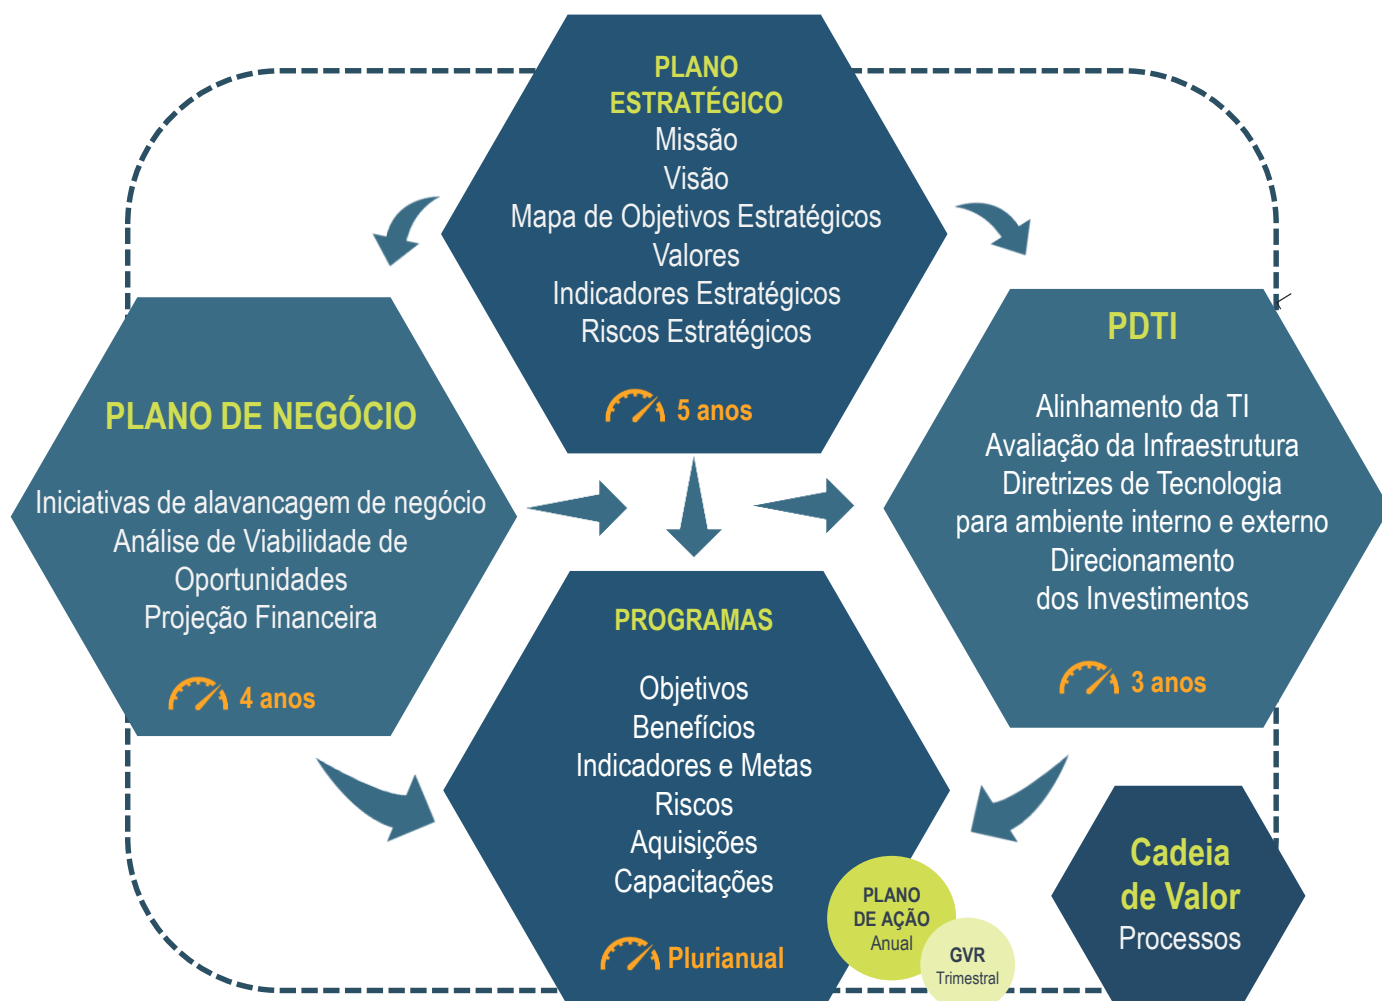 PLANO
ESTRATÉGICO
Missão
Visão
Mapa de Objetivos Estratégicos
Valores
Indicadores Estratégicos
Riscos Estratégicos
5 anos
PLANO DE NEGÓCIO
Iniciativas de alavancagem de negócio
Análise de Viabilidade de
Oportunidades
Projeção Financeira
4 anos
PDTI
Alinhamento da TI
Avaliação da Infraestrutura
Diretrizes de Tecnologia
para ambiente interno e externo
Direcionamento
dos Investimentos
3 anos
PROGRAMAS
Objetivos
Benefícios
Indicadores e Metas
Riscos
Aquisições
Capacitações
Plurianual
PLANO
DE AÇÃO
Anual
GVR
Trimestral
Cadeia
de Valor
Processos